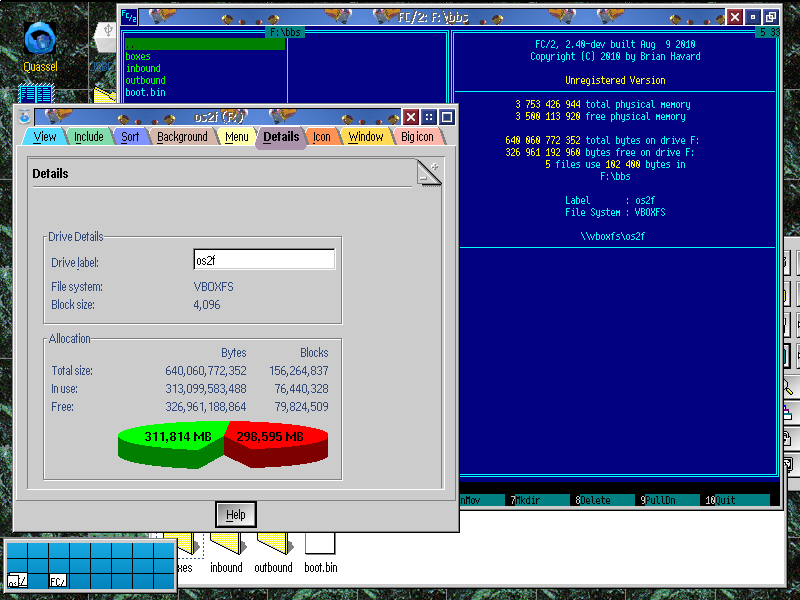 FC/2: F:\bbs
F:\bbs
5 33
Quassel
..
boxes
inbound
outbound
boot.bin
FC/2, 2.40-dev built Aug  9 2010
Copyright (C) 2010 by Brian Havard
Unregistered Version
3 753 426 944 total physical memory
3 500 113 920 free physical memory
640 060 772 352 total bytes on drive F:
326 961 192 960 bytes free on drive F:
5 files use 102 400 bytes in
F:\bbs
Label : os2f
File System : VBOXFS
\\vboxfs\os2f
7Mkdir 8Delete 9PullDn 10Quit
os2f (F:)
View Include Sort Background Menu Details Icon Window Big icon
Details
Drive Details
Drive label: os2f
File system: VBOXFS
Block size: 4,096
Allocation
Bytes Blocks
Total size: 640,060,772,352 156,264,837
In use: 313,099,583,488 76,440,328
Free: 326,961,188,864 79,824,509
311,814 MB 298,595 MB
Help
inbound outbound boot.bin
FC/